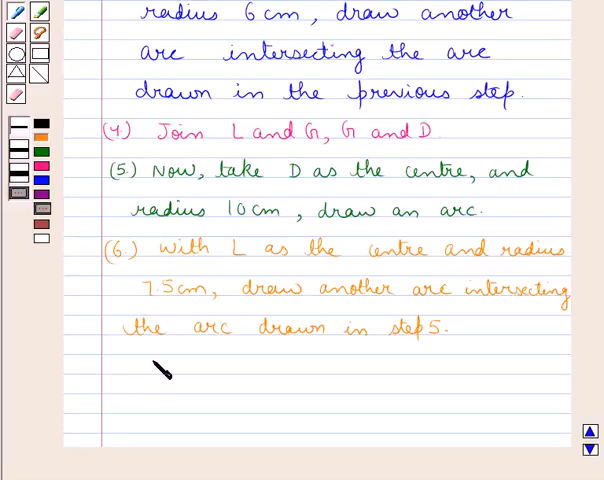 radius 6 cm, draw another
arc intersecting the arc
drawn in the previous step.
(4.) Join L and G, G and D
(5.) Now, take D as the centre, and
radius 10 cm, draw an arc.
(6.) With L as the centre and radius
7.5 cm, draw another arc intersecting
the arc drawn in step 5.